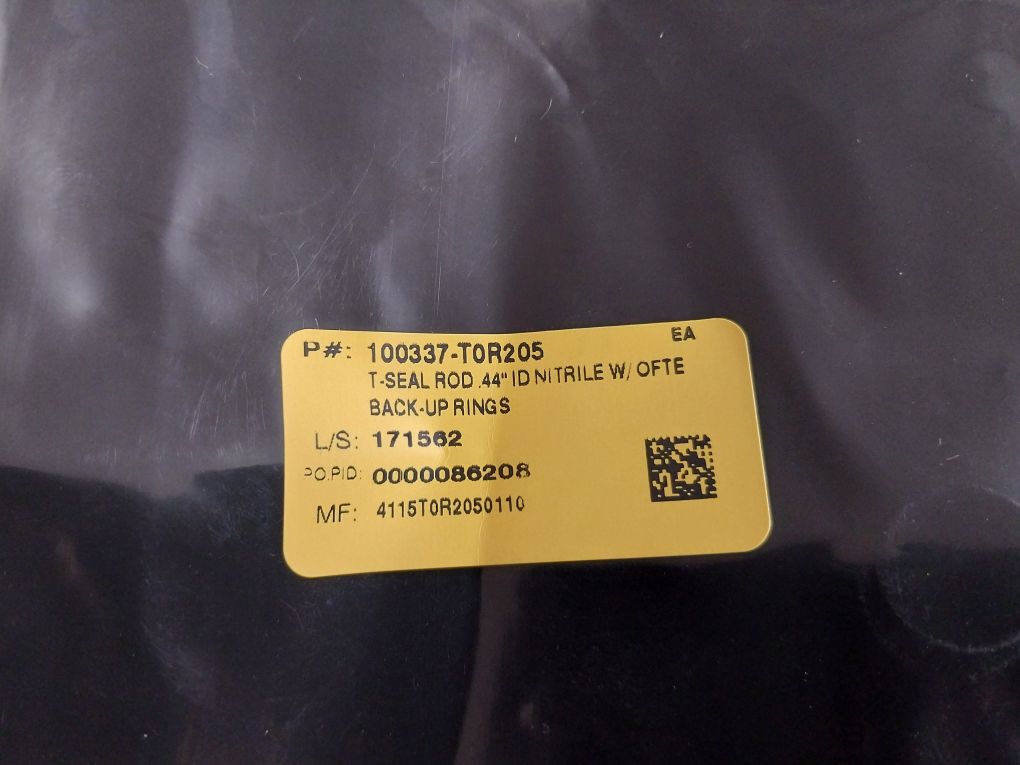 EA
P#: 100337-T0R205
T-SEAL ROD .44" ID NITRILE W/ OFTE
BACK-UP RINGS
L/S: 171562
PO.PID: 0000086208
MF: 4115T0R2050110